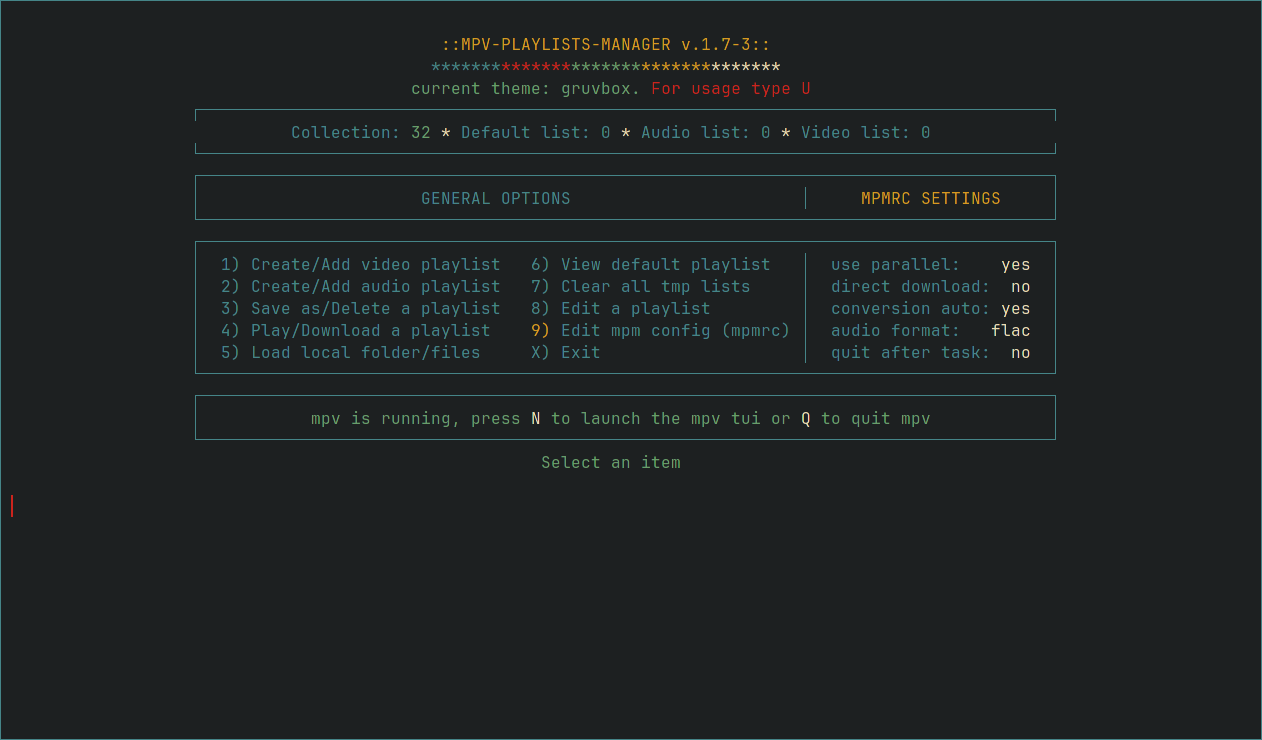 ::MPV-PLAYLISTS-MANAGER v.1.7-3::
***********************************
current theme: gruvbox. For usage type U
Collection: 32 * Default list: 0 * Audio list: 0 * Video list: 0
GENERAL OPTIONS MPMRC SETTINGS
1) Create/Add video playlist 6) View default playlist use parallel: yes
2) Create/Add audio playlist 7) Clear all tmp lists direct download: no
3) Save as/Delete a playlist 8) Edit a playlist conversion auto: yes
4) Play/Download a playlist 9) Edit mpm config (mpmrc) audio format: flac
5) Load local folder/files X) Exit quit after task: no
mpv is running, press N to launch the mpv tui or Q to quit mpv
Select an item